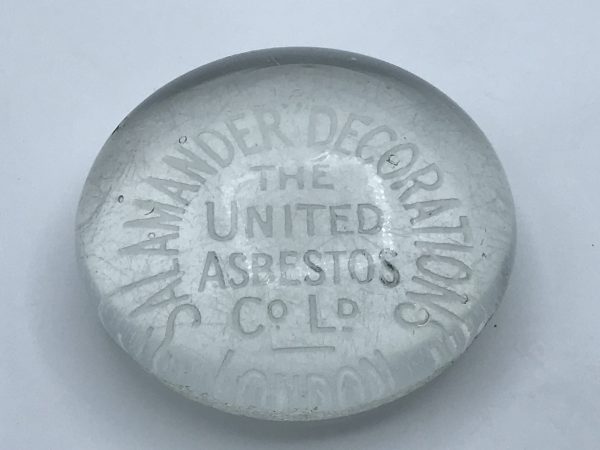 "SALAMANDER" DECORATIONS
THE
UNITED
ASBESTOS
Co LD
LONDON